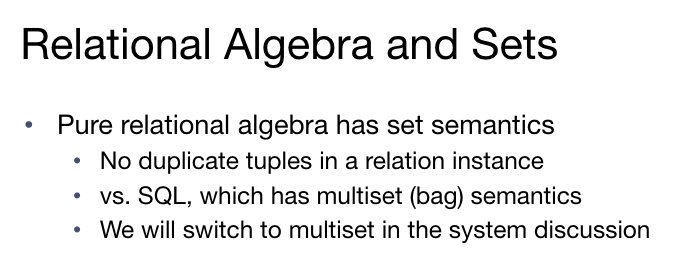 Relational Algebra and Sets
• Pure relational algebra has set semantics
• No duplicate tuples in a relation instance
• vs. SQL, which has multiset (bag) semantics
• We will switch to multiset in the system discussion